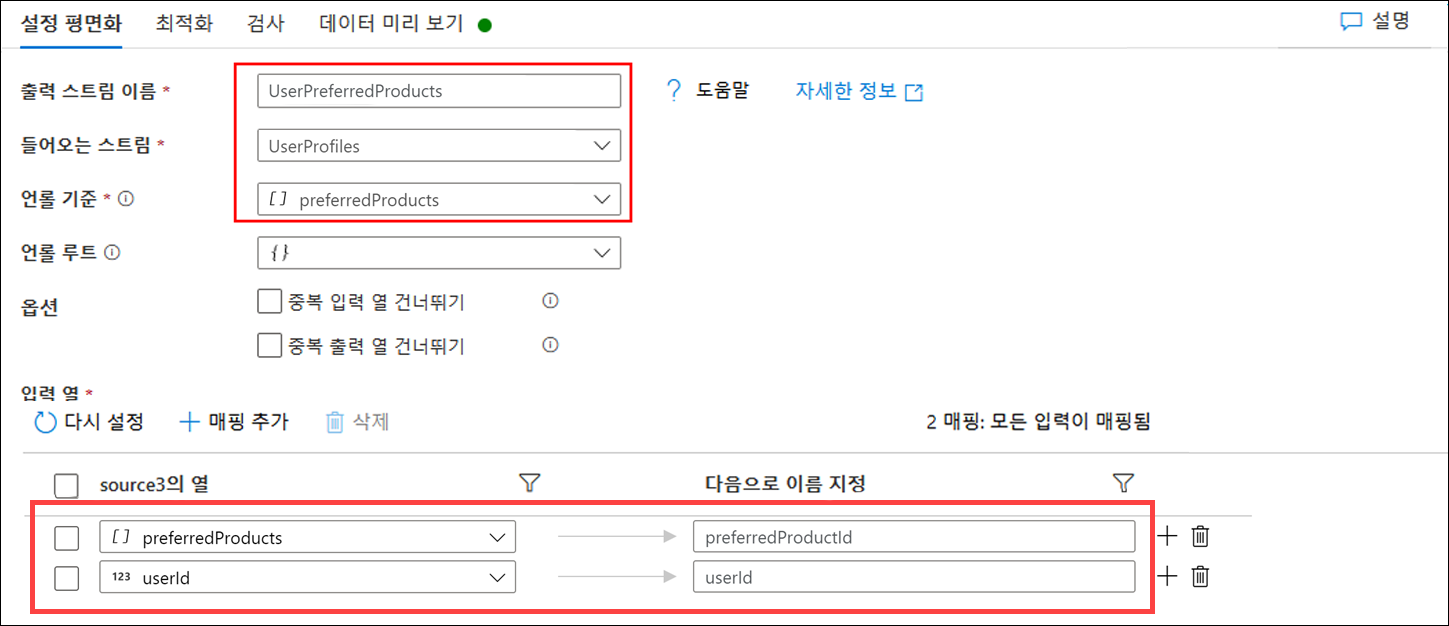 설정 평면화 최적화 검사 데이터 미리 보기 설명
출력 스트림 이름 * UserPreferredProducts ? 도움말 자세한 정보
들어오는 스트림 * UserProfiles
언롤 기준 * [] preferredProducts
언롤 루트 {}
옵션 중복 입력 열 건너뛰기
중복 출력 열 건너뛰기
입력 열 *
다시 설정 + 매핑 추가 삭제 2 매핑: 모든 입력이 매핑됨
source3의 열 다음으로 이름 지정
[] preferredProducts preferredProductId +
123 userId userId +